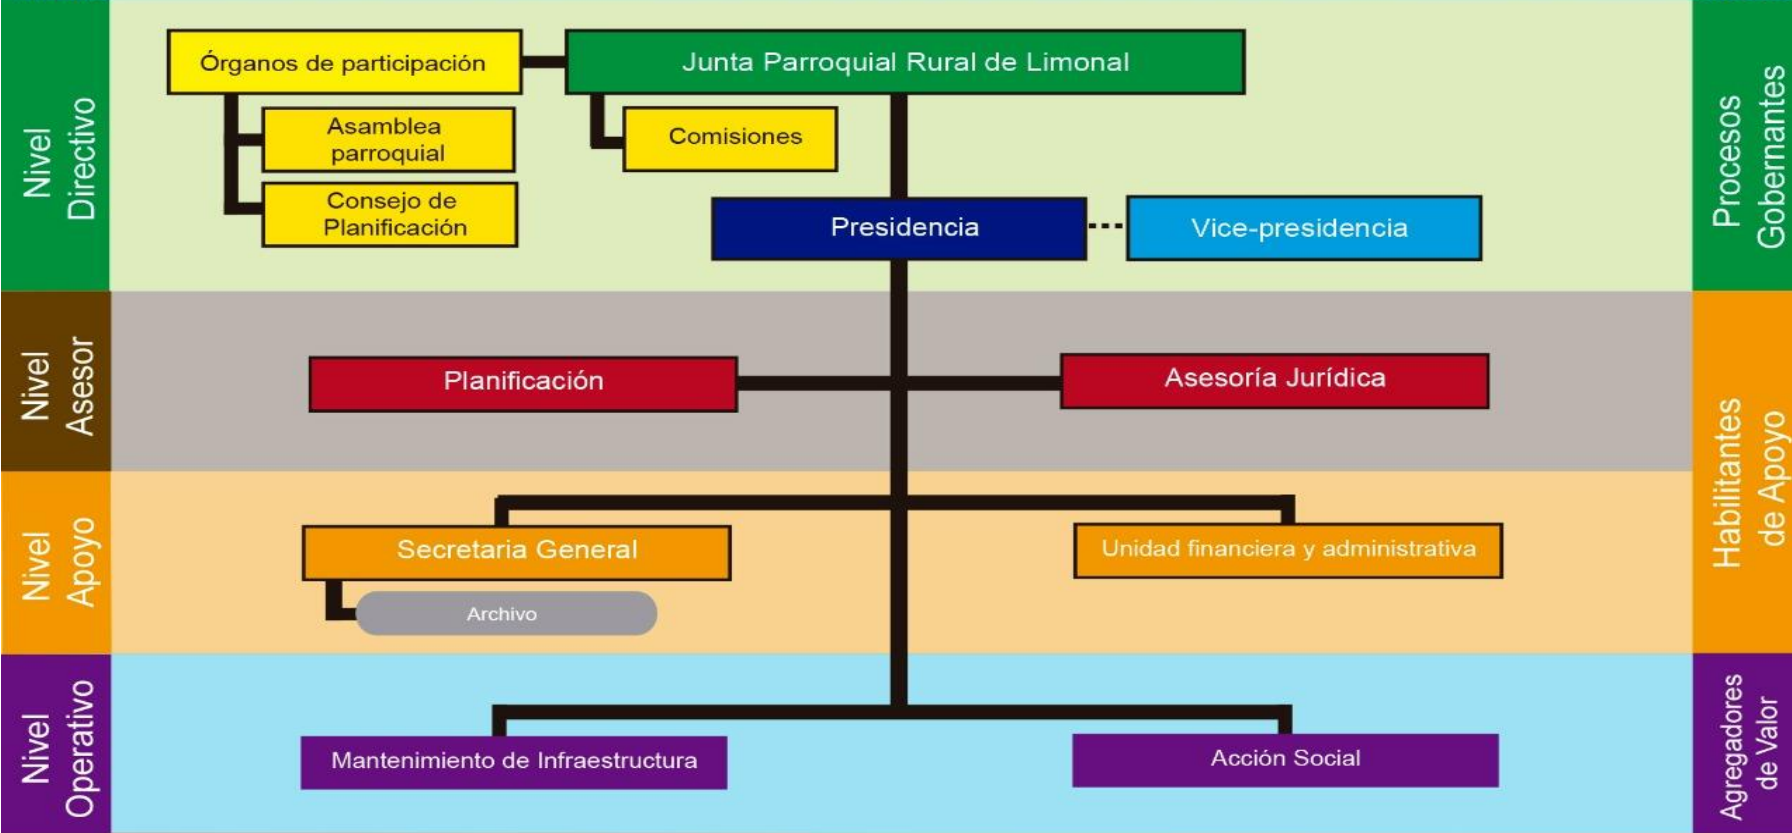 Nivel
Directivo
Órganos de participación
Junta Parroquial Rural de Limonal
Asamblea
parroquial
Comisiones
Consejo de
Planificación
Presidencia
Vice-presidencia
Procesos
Gobernantes
Nivel
Asesor
Planificación
Asesoría Jurídica
Habilitantes
de Apoyo
Nivel
Apoyo
Secretaria General
Unidad financiera y administrativa
Archivo
Nivel
Operativo
Mantenimiento de Infraestructura
Acción Social
Agregadores
de Valor